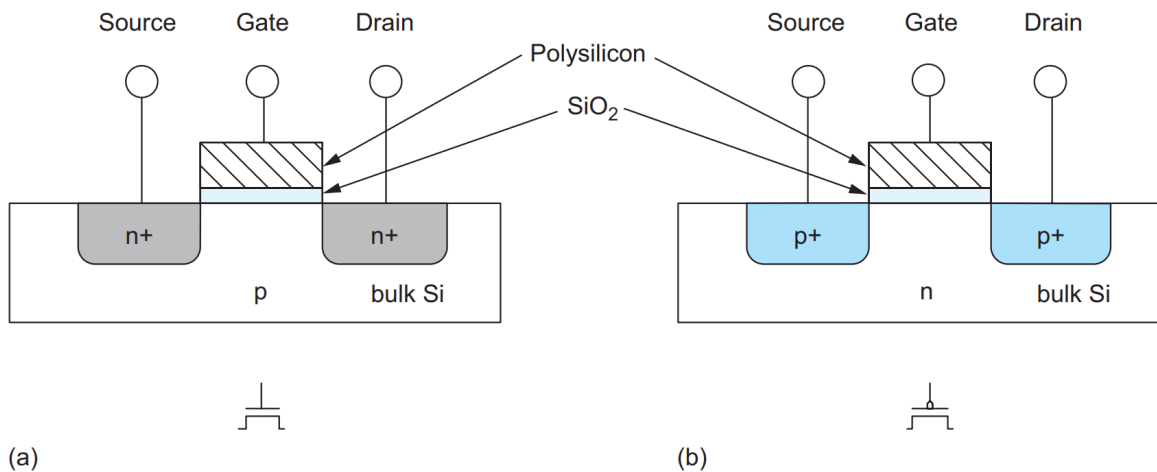 Source Gate Drain
Source Gate Drain
Polysilicon
SiO₂
n+ n+
p+ p+
p bulk Si
n bulk Si
(a)
(b)